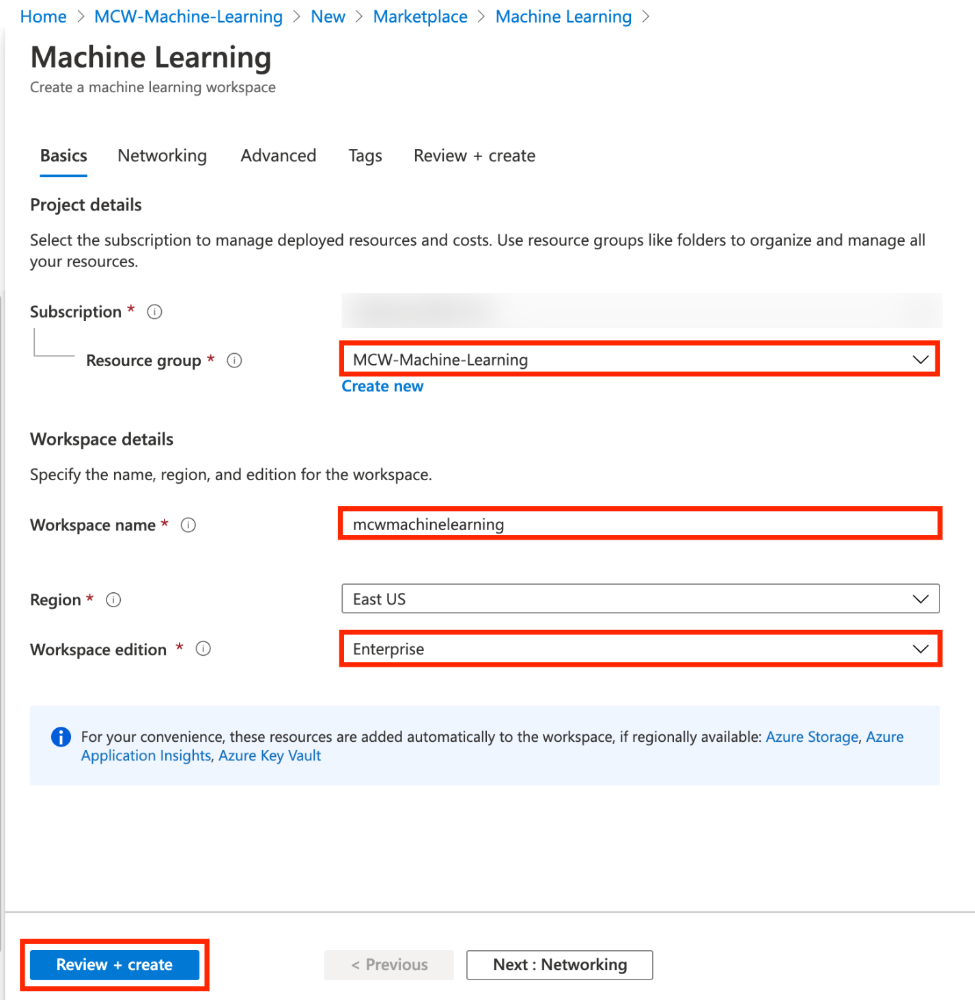 Home > MCW-Machine-Learning > New > Marketplace > Machine Learning >
Machine Learning
Create a machine learning workspace
Basics Networking Advanced Tags Review + create
Project details
Select the subscription to manage deployed resources and costs. Use resource groups like folders to organize and manage all
your resources.
Subscription *
Resource group * MCW-Machine-Learning
Create new
Workspace details
Specify the name, region, and edition for the workspace.
Workspace name * mcwmachinelearning
Region * East US
Workspace edition * Enterprise
For your convenience, these resources are added automatically to the workspace, if regionally available: Azure Storage, Azure
Application Insights, Azure Key Vault
Review + create < Previous Next : Networking